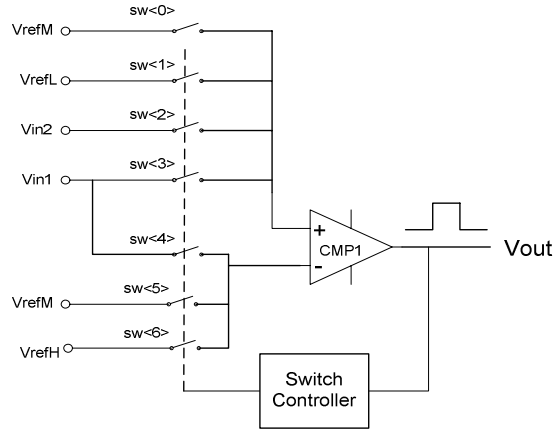 sw<0>
VrefM
sw<1>
VrefL
sw<2>
Vin2
sw<3>
Vin1
+
CMP1
-
Vout
sw<4>
sw<5>
VrefM
sw<6>
VrefH
Switch
Controller